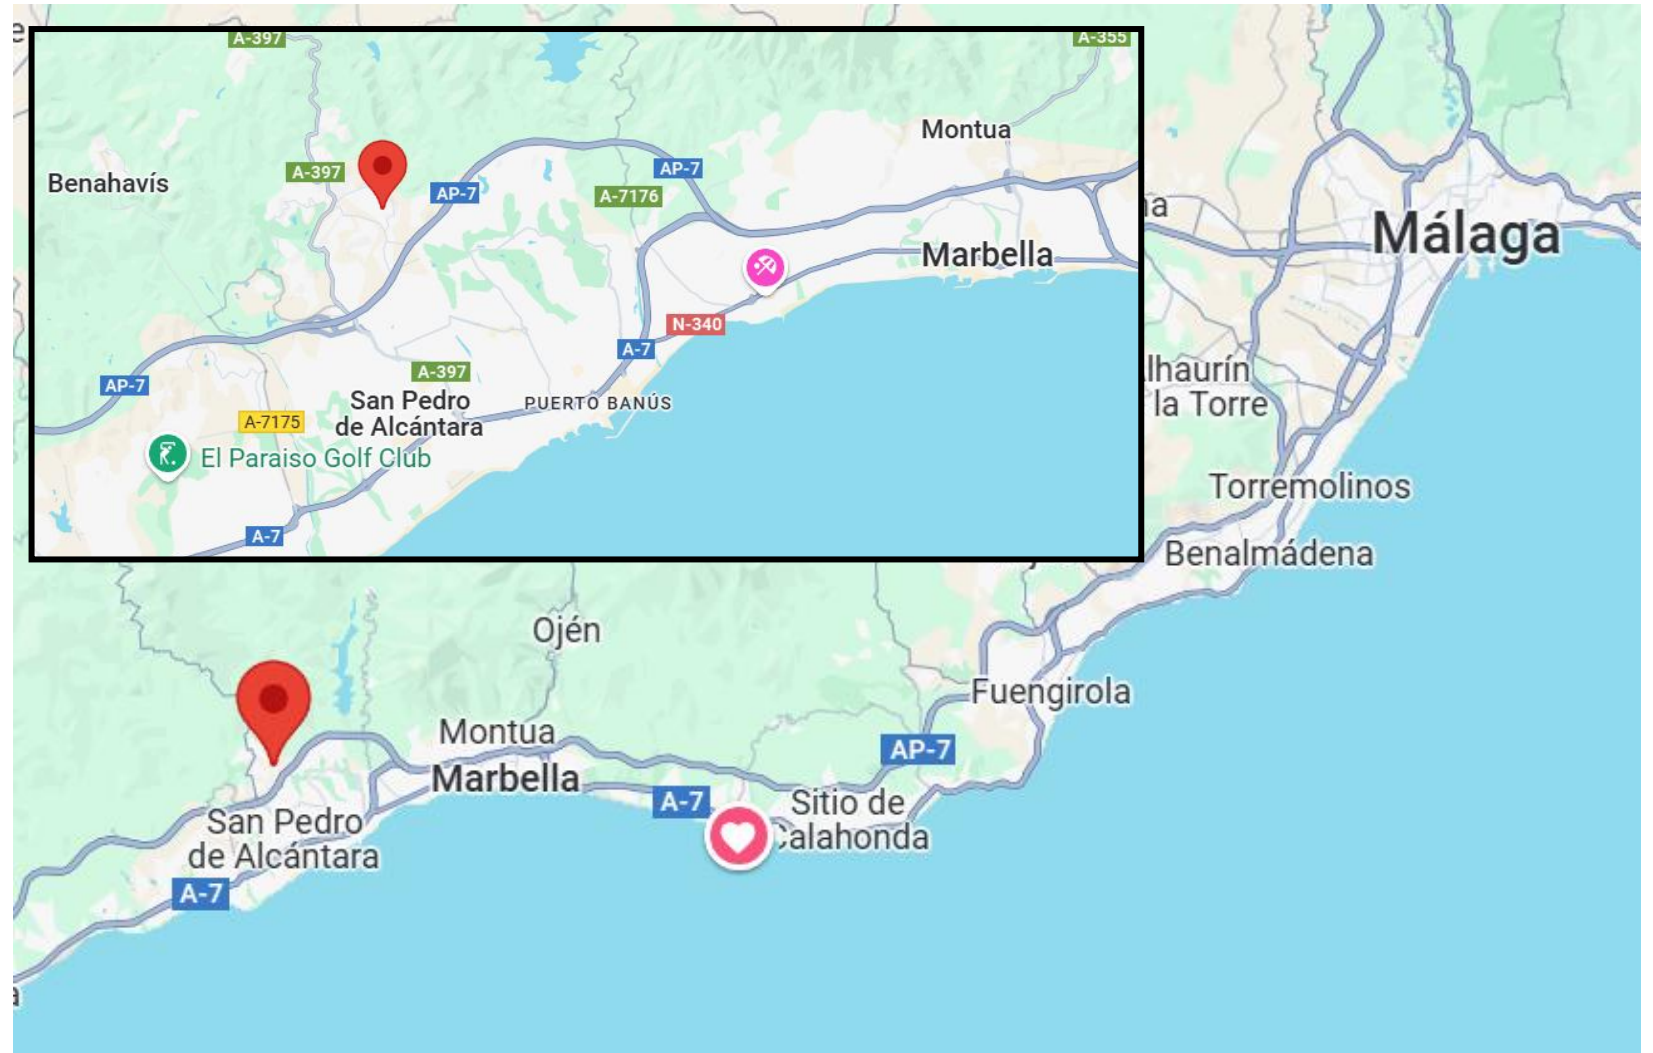 A-397
A-355
Montua
AP-7
A-397
Benahavís
AP-7
A-7176
Marbella
N-340
A-7
A-397
AP-7
San Pedro
de Alcántara
PUERTO BANÚS
A-7175
El Paraiso Golf Club
A-7
Málaga
la Torre
Torremolinos
Benalmádena
Ojén
Fuengirola
Montua
AP-7
Marbella
A-7
Sitio de
San Pedro
de Alcántara
A-7